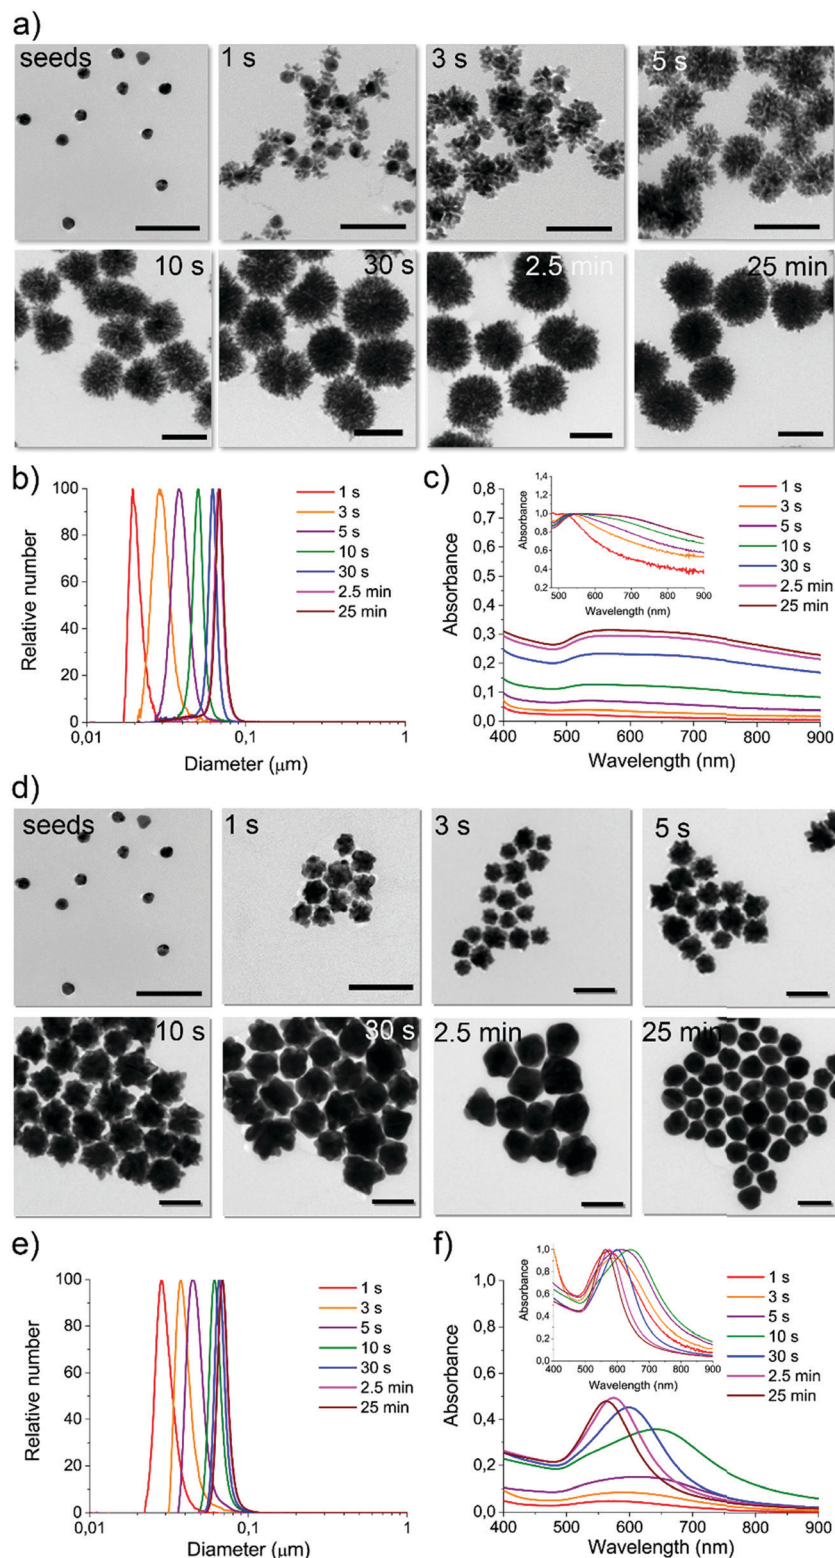 a)
seeds
1 s
3 s
5 s
10 s
30 s
2.5 min
25 min
b)
100
80
60
40
20
0
0,01
0,1
1
Relative number
Diameter (μm)
1 s
3 s
5 s
10 s
30 s
2.5 min
25 min
c)
0,8
0,7
0,6
0,5
0,4
0,3
0,2
0,1
0,0
400
500
600
700
800
900
Absorbance
Wavelength (nm)
1,4
1,2
1,0
0,8
0,6
0,4
0,2
500
600
700
800
900
Absorbance
Wavelength (nm)
1 s
3 s
5 s
10 s
30 s
2.5 min
25 min
d)
seeds
1 s
3 s
5 s
10 s
30 s
2.5 min
25 min
e)
100
80
60
40
20
0
0,01
0,1
1
Relative number
Diameter (μm)
1 s
3 s
5 s
10 s
30 s
2.5 min
25 min
f)
1,0
0,8
0,6
0,4
0,2
0,0
400
500
600
700
800
900
Absorbance
Wavelength (nm)
1,0
0,8
0,6
0,4
0,2
0,0
400
500
600
700
800
900
Absorbance
Wavelength (nm)
1 s
3 s
5 s
10 s
30 s
2.5 min
25 min